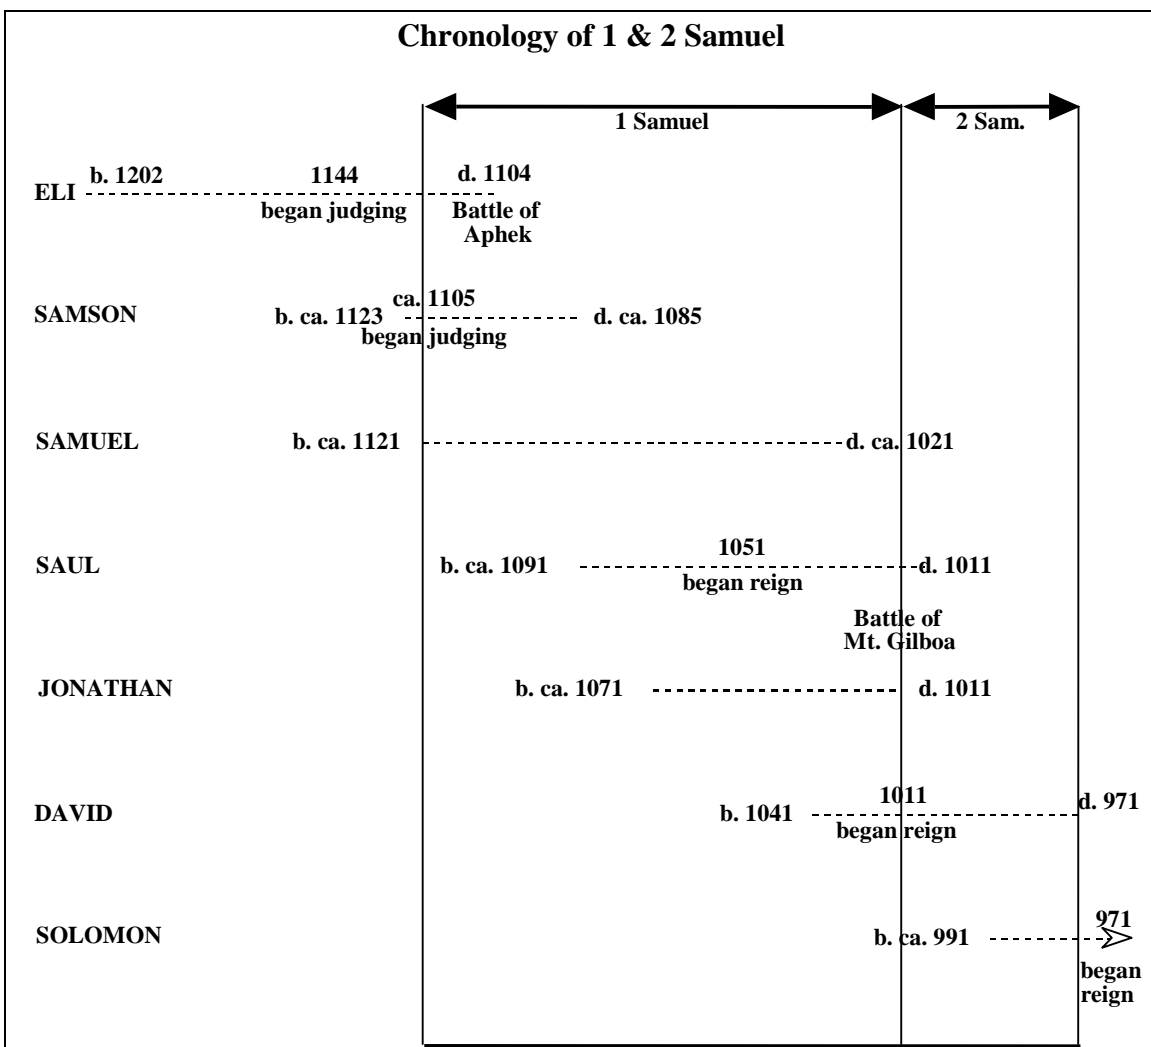 Chronology of 1 & 2 Samuel
1 Samuel 2 Sam.
b. 1202 1144 d. 1104
ELI
began judging Battle of
Aphek
ca. 1105
SAMSON b. ca. 1123 d. ca. 1085
began judging
SAMUEL b. ca. 1121 d. ca. 1021
1051
SAUL b. ca. 1091 d. 1011
began reign
Battle of
Mt. Gilboa
JONATHAN b. ca. 1071 d. 1011
1011 d. 971
DAVID b. 1041
began reign
971
SOLOMON b. ca. 991
began
reign